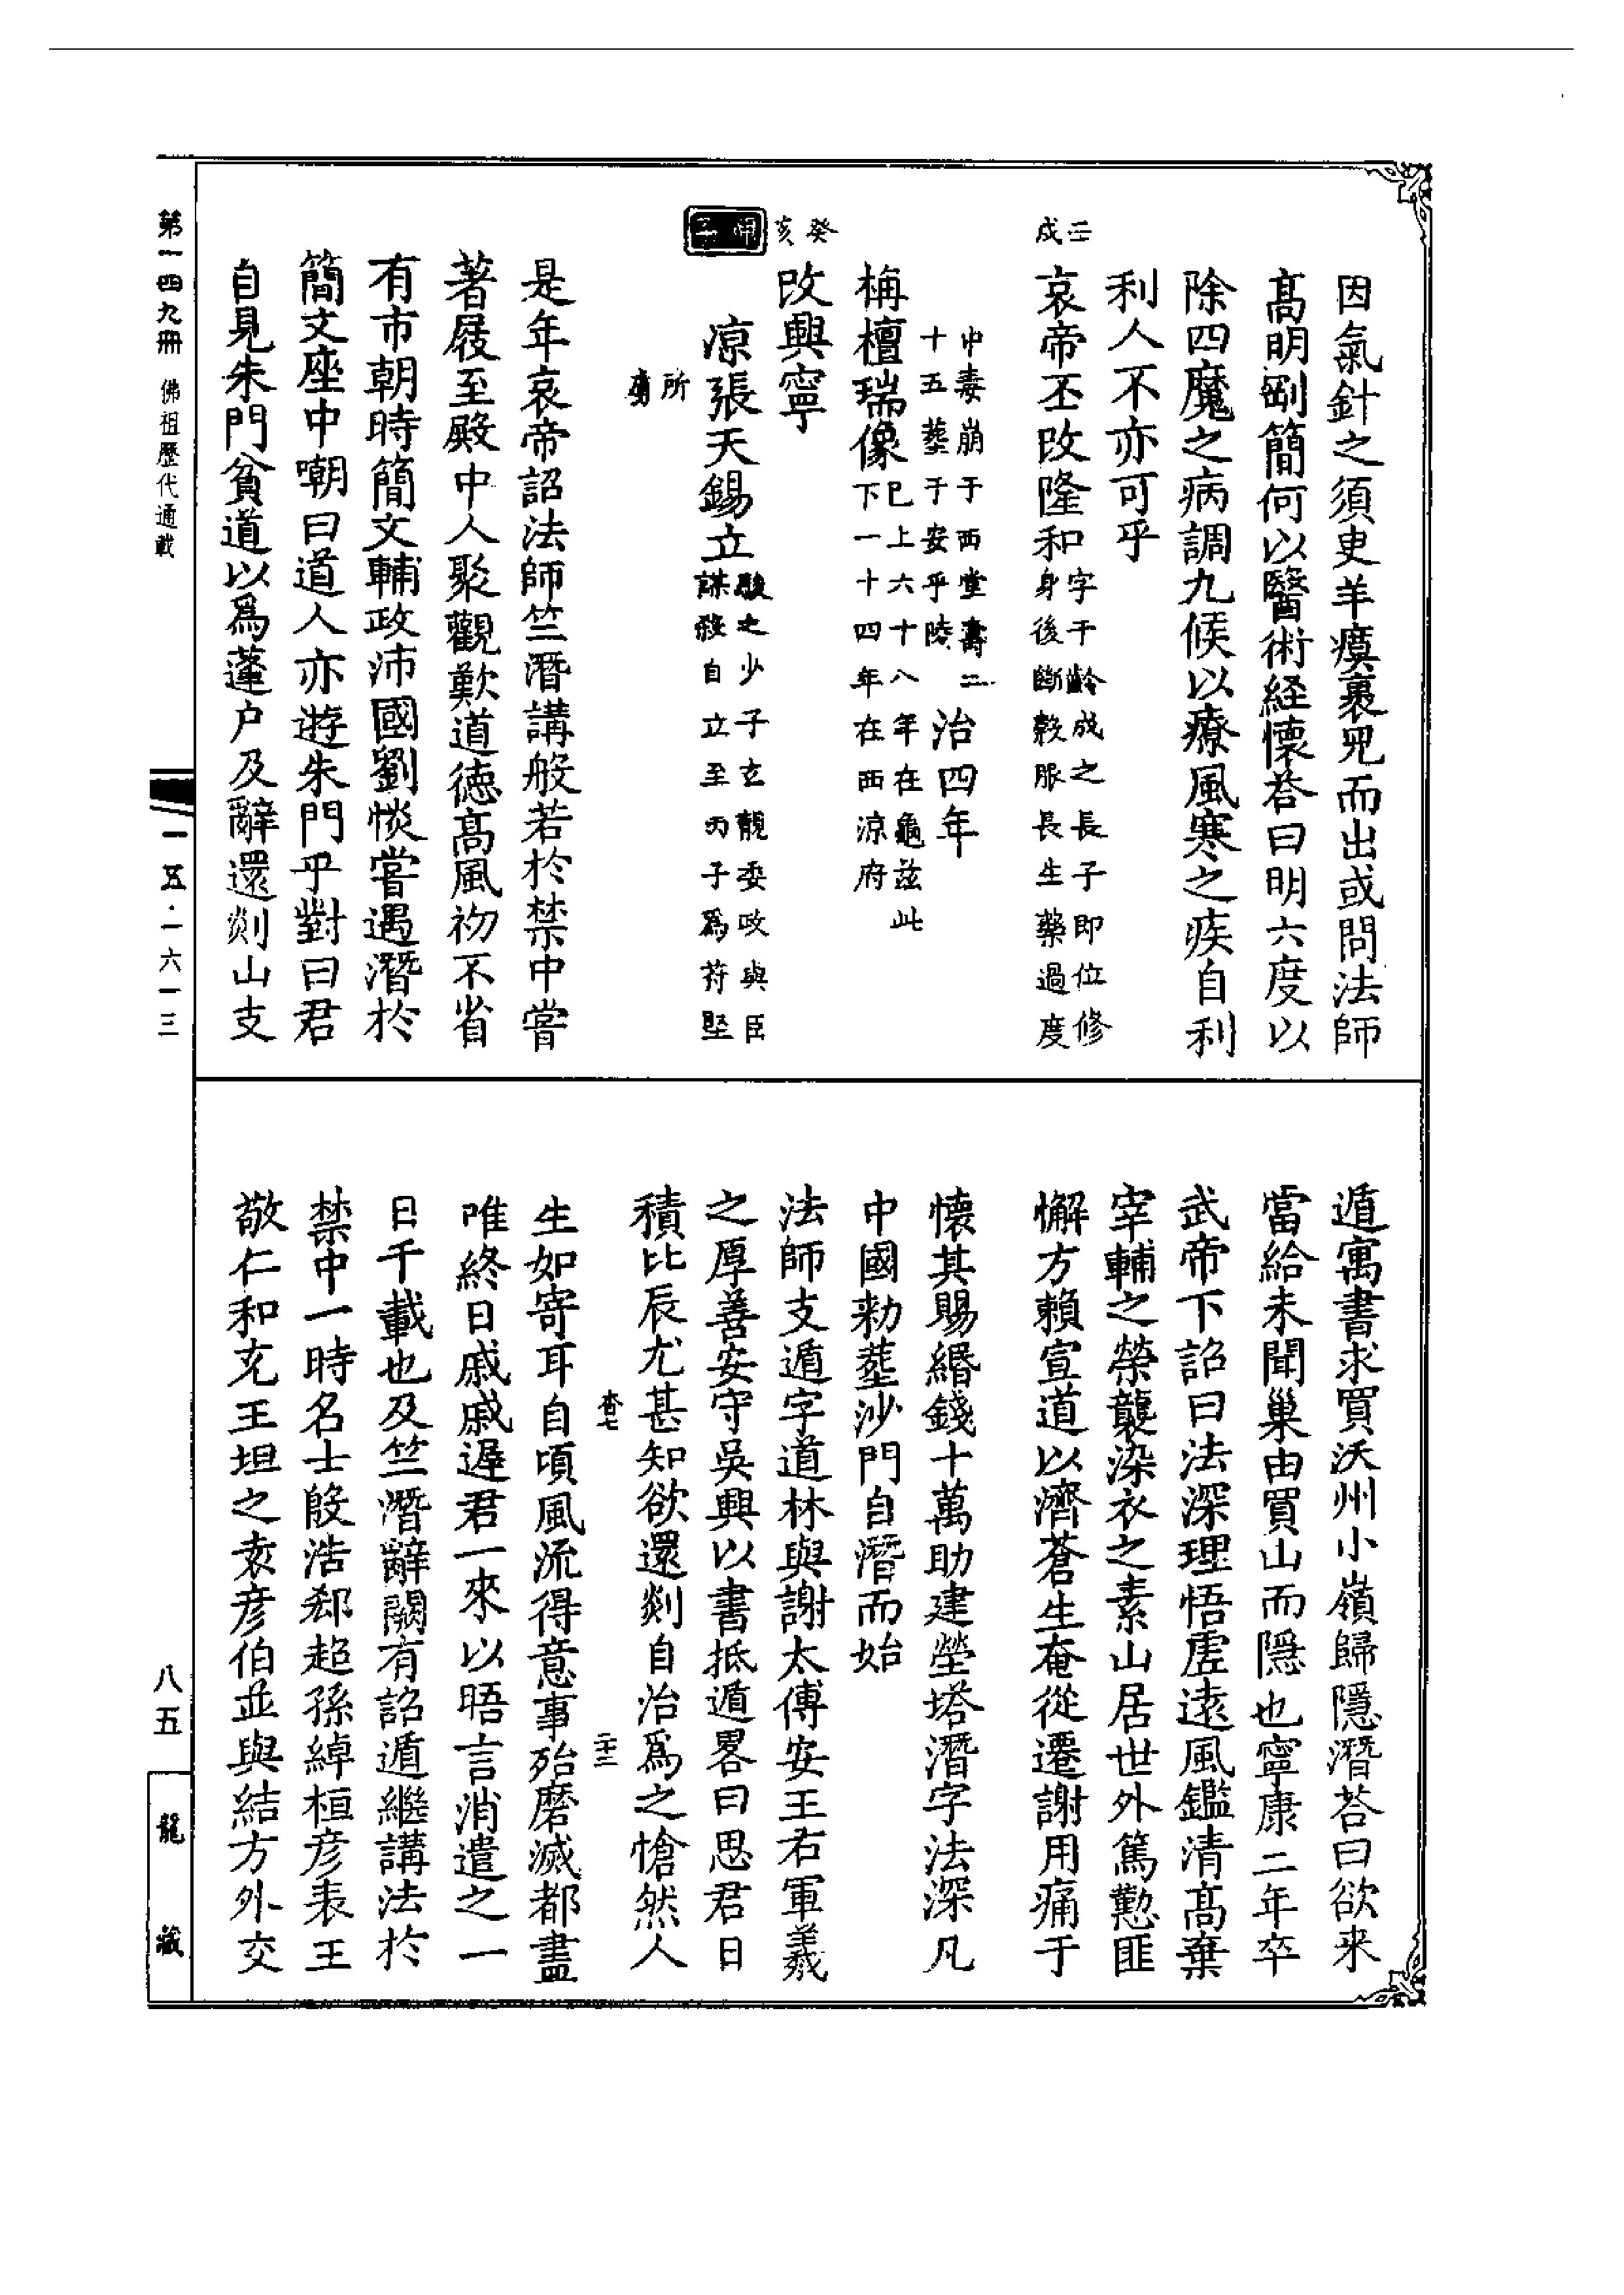 因氣針之須臾羊癀裹兜而出或問法師
髙明剛簡何以醫術経懷荅曰明六度以
除四魔之病調九候以療風寒之疾自利
利人不亦可乎
壬戌
哀帝丕改隆和字千齡成之長子即位修
身後斷穀服長生藥過度
中毒崩于西堂壽二
十五葬于安平陵治四年
栴檀瑞像巳上六十八年在龜茲此
下一十四年在西涼府
癸亥
改興寧
凉張天錫立駿之少子玄靚委政與臣
謀殺自立至丙子爲苻堅
所
虜
是年哀帝詔法師竺潛講般若於禁中嘗
著屐至殿中人聚觀歎道徳髙風初不省
有市朝時簡文輔政沛國劉惔嘗遇潛於
簡文座中嘲曰道人亦遊朱門乎對曰君
自見朱門貧道以爲蓬户及辭還剡山支
遁寓書求買沃州小嶺歸隱潛荅曰欲来
當給未聞巢由買山而隱也寧康二年卒
武帝下詔曰法深理悟虛遠風鑑清髙棄
宰輔之榮襲染衣之素山居世外篤懃匪
懈方賴宣道以濟蒼生奄從遷謝用痛于
懷其賜緡錢十萬助建塋塔潛字法深凡
中國勑葬沙門自潛而始
法師支遁字道林與謝太傅安王右軍羲
之厚善安守吳興以書抵遁畧曰思君日
積比辰尤甚知欲還剡自治爲之愴然人
杳七
二十三
生如寄耳自頃風流得意事殆磨滅都盡
唯終日戚戚遲君一來以晤言消遣之一
日千載也及竺潛辭闕有詔遁繼講法於
禁中一時名士殷浩郄超孫綽桓彥表王
敬仁和充王坦之袁彥伯並與結方外交
第一四九冊
佛祖歷代通載
一五·一六一三
八五
龍藏